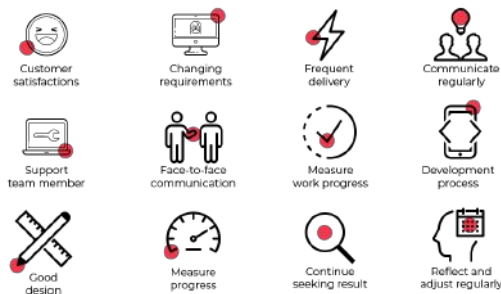 Customer
satisfactions
Changing
requirements
Frequent
delivery
Communicate
regularly
Support
team member
Face-to-face
communication
Measure
work progress
Development
process
Good
design
Measure
progress
Continue
seeking result
Reflect and
adjust regularly